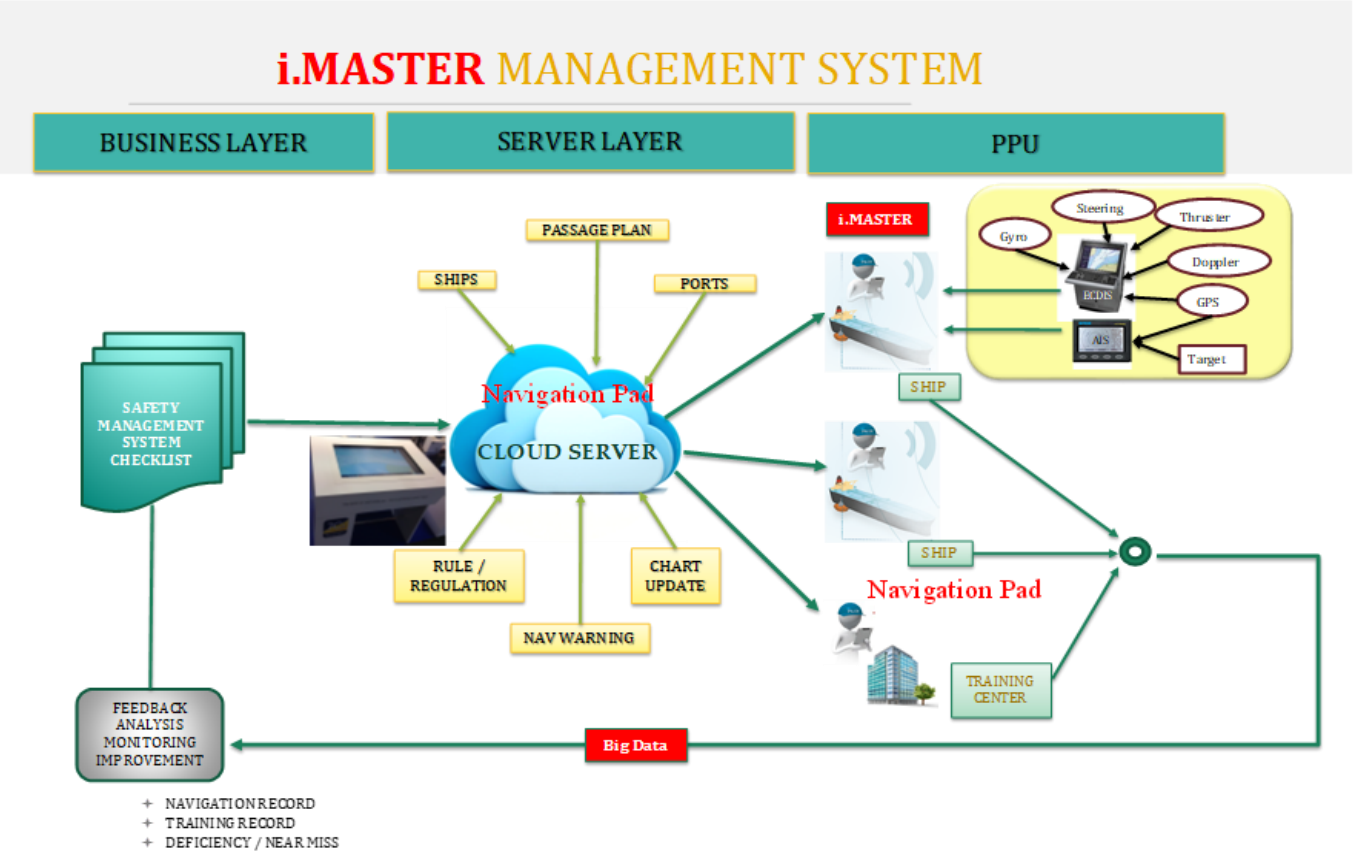 i.MASTER MANAGEMENT SYSTEM
BUSINESS LAYER
SERVER LAYER
PPU
PASSAGE PLAN
SHIPS
PORTS
i.MASTER
Steering
Thruster
Gyro
Doppler
ECDIS
GPS
AIS
Target
SHIP
Navigation Pad
CLOUD SERVER
SAFETY
MANAGEMENT
SYSTEM
CHECKLIST
RULE /
REGULATION
CHART
UPDATE
NAV WARNING
SHIP
Navigation Pad
TRAINING
CENTER
FEEDBACK
ANALYSIS
MONITORING
IMPROVEMENT
Big Data
NAVIGATION RECORD
TRAINING RECORD
DEFICIENCY / NEAR MISS